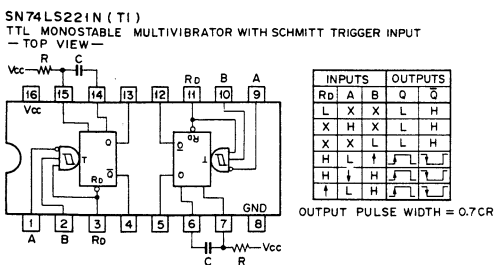 SN74LS221N (TI)
TTL MONOSTABLE MULTIVIBRATOR WITH SCHMITT TRIGGER INPUT
— TOP VIEW —
Vcc R C
RD B A
16 15 14 13 12 11 10 9
Vcc
Q Q̅ RD
T T
Q̅ Q
RD
GND
1 2 3 4 5 6 7 8
A B RD
Vcc
C R
INPUTS OUTPUTS
RD A B Q Q̅
L X X L H
X H X L H
X X L L H
H L ↑
H ↓ H
↑ L H
OUTPUT PULSE WIDTH = 0.7CR